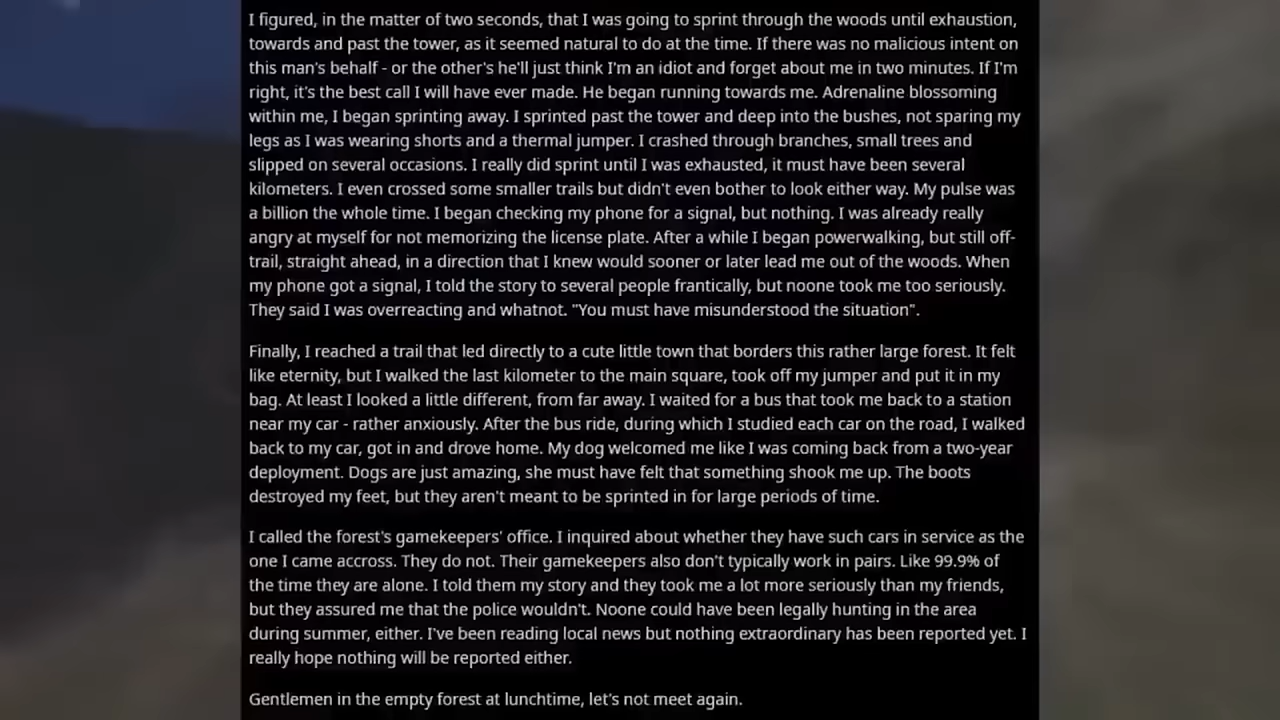 I figured, in the matter of two seconds, that I was going to sprint through the woods until exhaustion,
towards and past the tower, as it seemed natural to do at the time. If there was no malicious intent on
this man's behalf - or the other's he'll just think I'm an idiot and forget about me in two minutes. If I'm
right, it's the best call I will have ever made. He began running towards me. Adrenaline blossoming
within me, I began sprinting away. I sprinted past the tower and deep into the bushes, not sparing my
legs as I was wearing shorts and a thermal jumper. I crashed through branches, small trees and
slipped on several occasions. I really did sprint until I was exhausted, it must have been several
kilometers. I even crossed some smaller trails but didn't even bother to look either way. My pulse was
a billion the whole time. I began checking my phone for a signal, but nothing. I was already really
angry at myself for not memorizing the license plate. After a while I began powerwalking, but still off-
trail, straight ahead, in a direction that I knew would sooner or later lead me out of the woods. When
my phone got a signal, I told the story to several people frantically, but noone took me too seriously.
They said I was overreacting and whatnot. "You must have misunderstood the situation".
Finally, I reached a trail that led directly to a cute little town that borders this rather large forest. It felt
like eternity, but I walked the last kilometer to the main square, took off my jumper and put it in my
bag. At least I looked a little different, from far away. I waited for a bus that took me back to a station
near my car - rather anxiously. After the bus ride, during which I studied each car on the road, I walked
back to my car, got in and drove home. My dog welcomed me like I was coming back from a two-year
deployment. Dogs are just amazing, she must have felt that something shook me up. The boots
destroyed my feet, but they aren't meant to be sprinted in for large periods of time.
I called the forest's gamekeepers' office. I inquired about whether they have such cars in service as the
one I came accross. They do not. Their gamekeepers also don't typically work in pairs. Like 99.9% of
the time they are alone. I told them my story and they took me a lot more seriously than my friends,
but they assured me that the police wouldn't. Noone could have been legally hunting in the area
during summer, either. I've been reading local news but nothing extraordinary has been reported yet. I
really hope nothing will be reported either.
Gentlemen in the empty forest at lunchtime, let's not meet again.